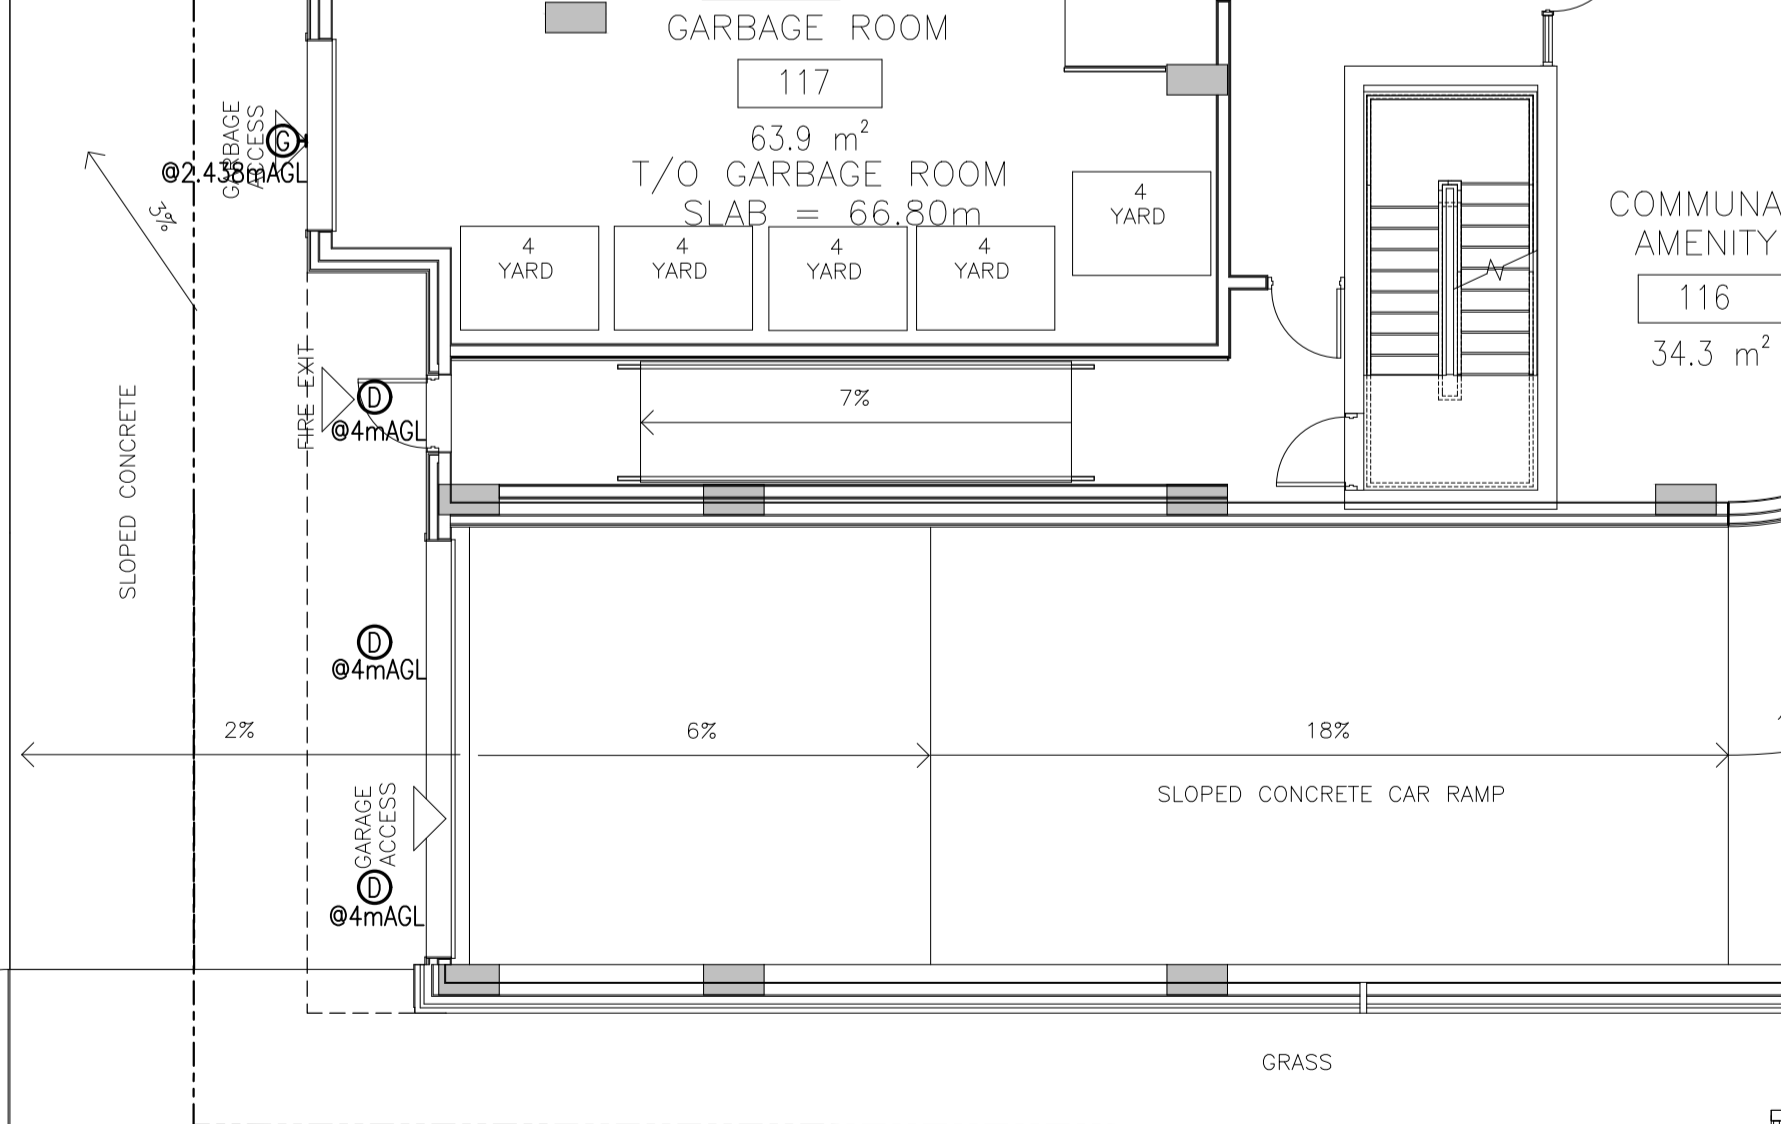 GARBAGE ROOM
117
63.9 m²
T/O GARBAGE ROOM
SLAB = 66.80m
GARBAGE
ACCESS
G
@2.438mAGL
3%
4
YARD
4
YARD
4
YARD
4
YARD
4
YARD
COMMUNA
AMENITY
116
34.3 m²
FIRE EXIT
D
@4mAGL
7%
SLOPED CONCRETE
D
@4mAGL
2%
6%
18%
SLOPED CONCRETE CAR RAMP
GARAGE
ACCESS
D
@4mAGL
GRASS